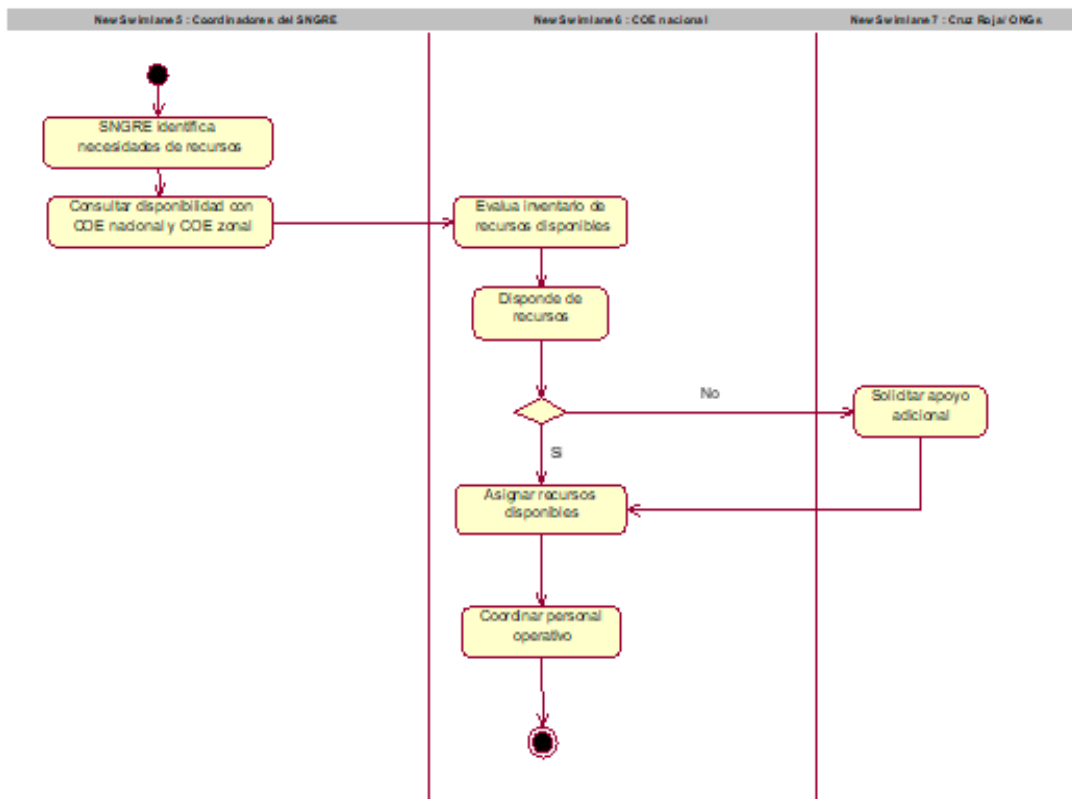 NewSwimlane5 : Coordinadores del SNGRE
NewSwimlane6 : COE nacional
NewSwimlane7 : Cruz Roja/ ONGs
SNGRE identifica
necesidades de recursos
Consultar disponibilidad con
COE nacional y COE zonal
Evalua inventario de
recursos disponibles
Disponde de
recursos
No
Solicitar apoyo
adicional
Si
Asignar recursos
disponibles
Coordinar personal
operativo